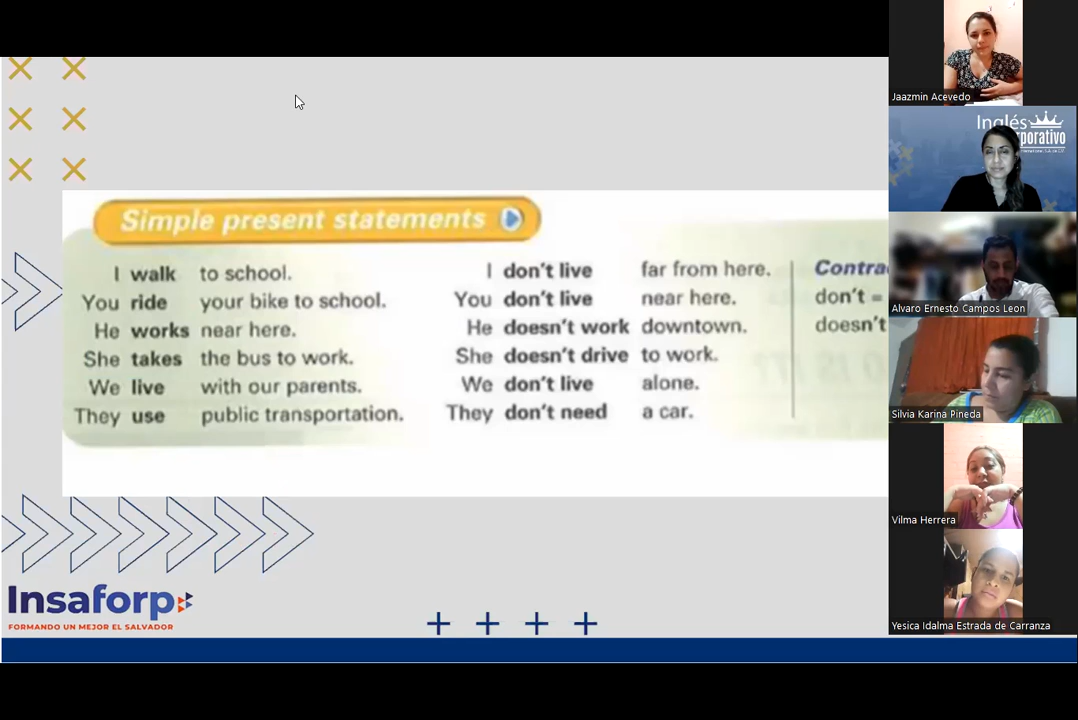 Simple present statements
I walk to school.
You ride your bike to school.
He works near here.
She takes the bus to work.
We live with our parents.
They use public transportation.
I don't live far from here.
You don't live near here.
He doesn't work downtown.
She doesn't drive to work.
We don't live alone.
They don't need a car.
Contra
don't =
doesn't
Insaforp
FORMANDO UN MEJOR EL SALVADOR
Jaazmin Acevedo
Inglés
porativo
Alvaro Ernesto Campos Leon
Silvia Karina Pineda
Vilma Herrera
Yesica Idalma Estrada de Carranza